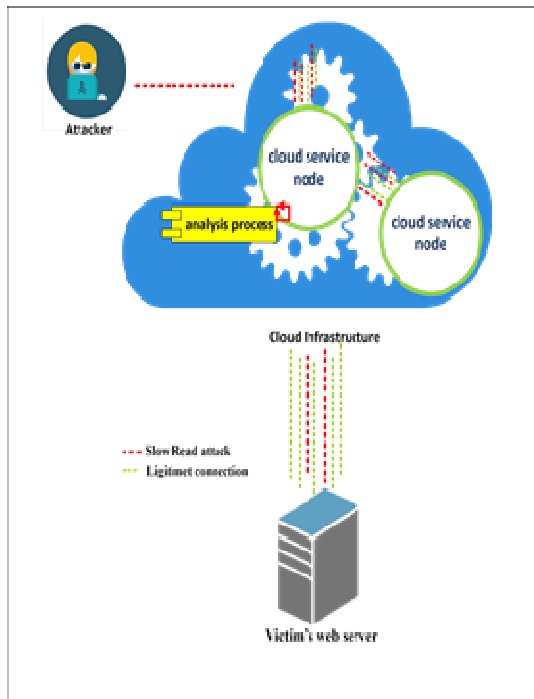 A
Attacker
cloud service
node
analysis process
cloud service
node
Cloud Infrastructure
Slow Read attack
Ligitmet connection
Victim's web server